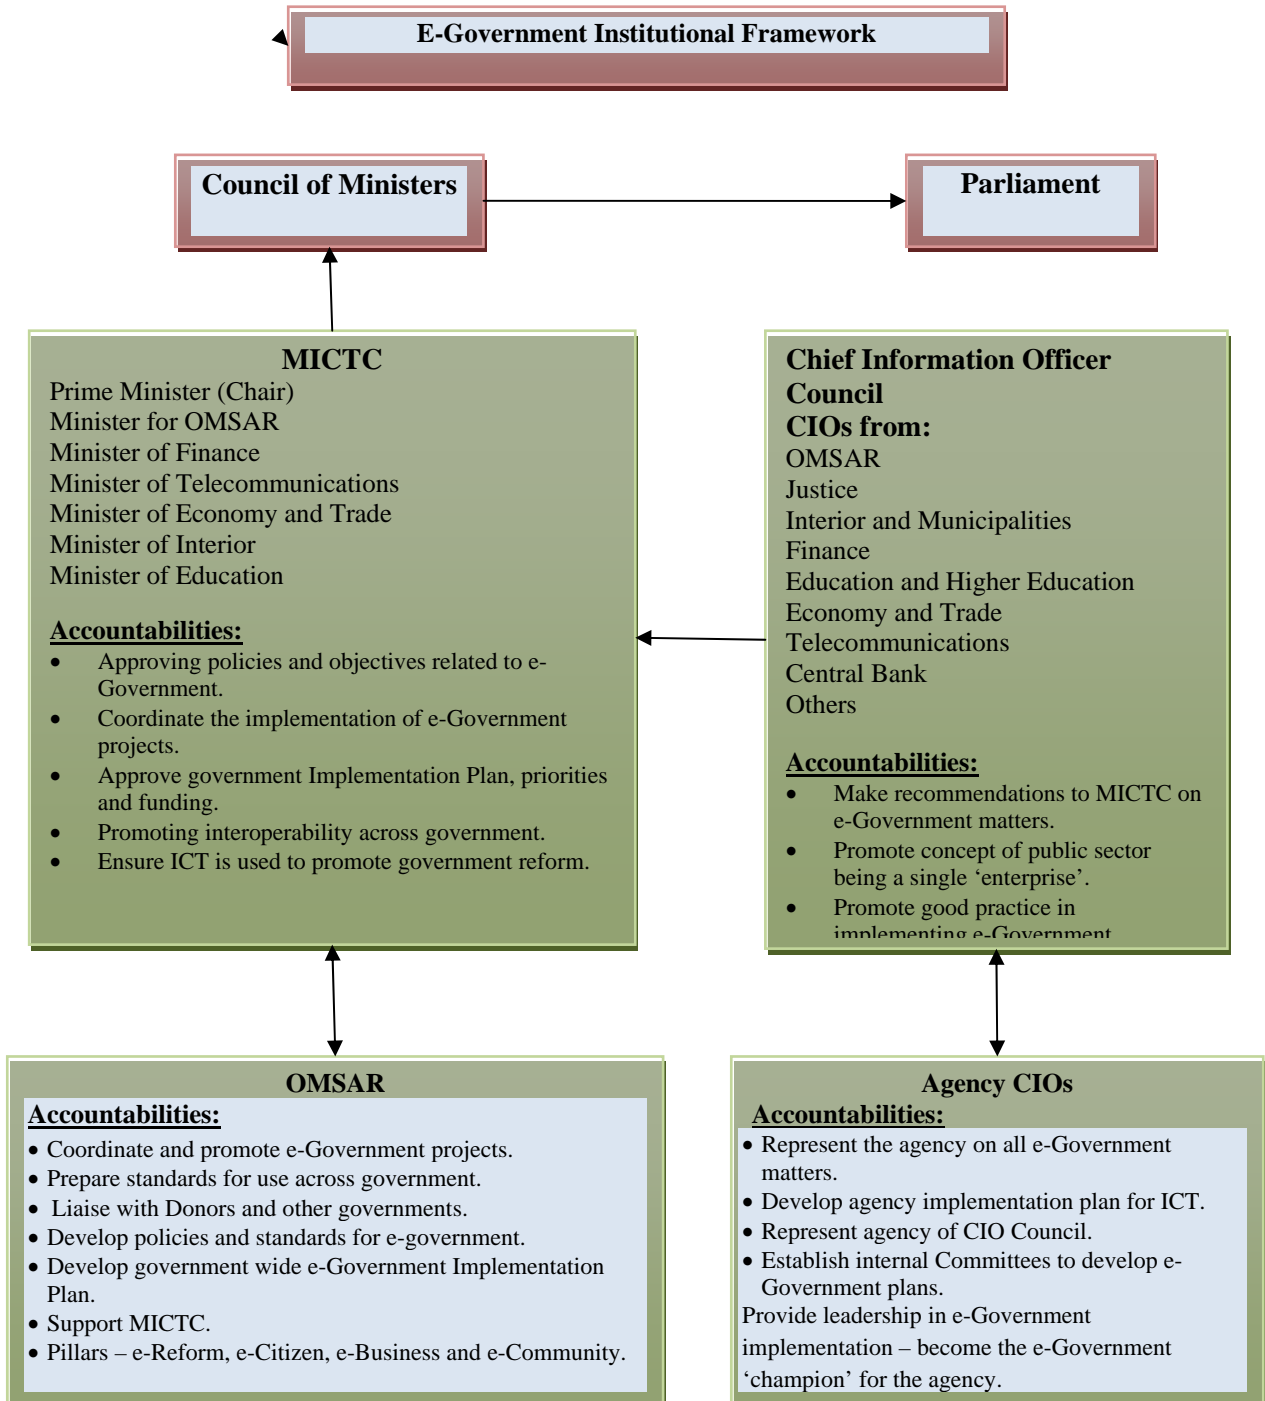 E-Government Institutional Framework
Council of Ministers
Parliament
MICTC
Prime Minister (Chair)
Minister for OMSAR
Minister of Finance
Minister of Telecommunications
Minister of Economy and Trade
Minister of Interior
Minister of Education
Accountabilities:
• Approving policies and objectives related to e-
Government.
• Coordinate the implementation of e-Government
projects.
• Approve government Implementation Plan, priorities
and funding.
• Promoting interoperability across government.
• Ensure ICT is used to promote government reform.
Chief Information Officer
Council
CIOs from:
OMSAR
Justice
Interior and Municipalities
Finance
Education and Higher Education
Economy and Trade
Telecommunications
Central Bank
Others
Accountabilities:
• Make recommendations to MICTC on
e-Government matters.
• Promote concept of public sector
being a single ‘enterprise’.
• Promote good practice in
implementing e-Government
OMSAR
Accountabilities:
• Coordinate and promote e-Government projects.
• Prepare standards for use across government.
• Liaise with Donors and other governments.
• Develop policies and standards for e-government.
• Develop government wide e-Government Implementation
Plan.
• Support MICTC.
• Pillars – e-Reform, e-Citizen, e-Business and e-Community.
Agency CIOs
Accountabilities:
• Represent the agency on all e-Government
matters.
• Develop agency implementation plan for ICT.
• Represent agency of CIO Council.
• Establish internal Committees to develop e-
Government plans.
Provide leadership in e-Government
implementation – become the e-Government
‘champion’ for the agency.